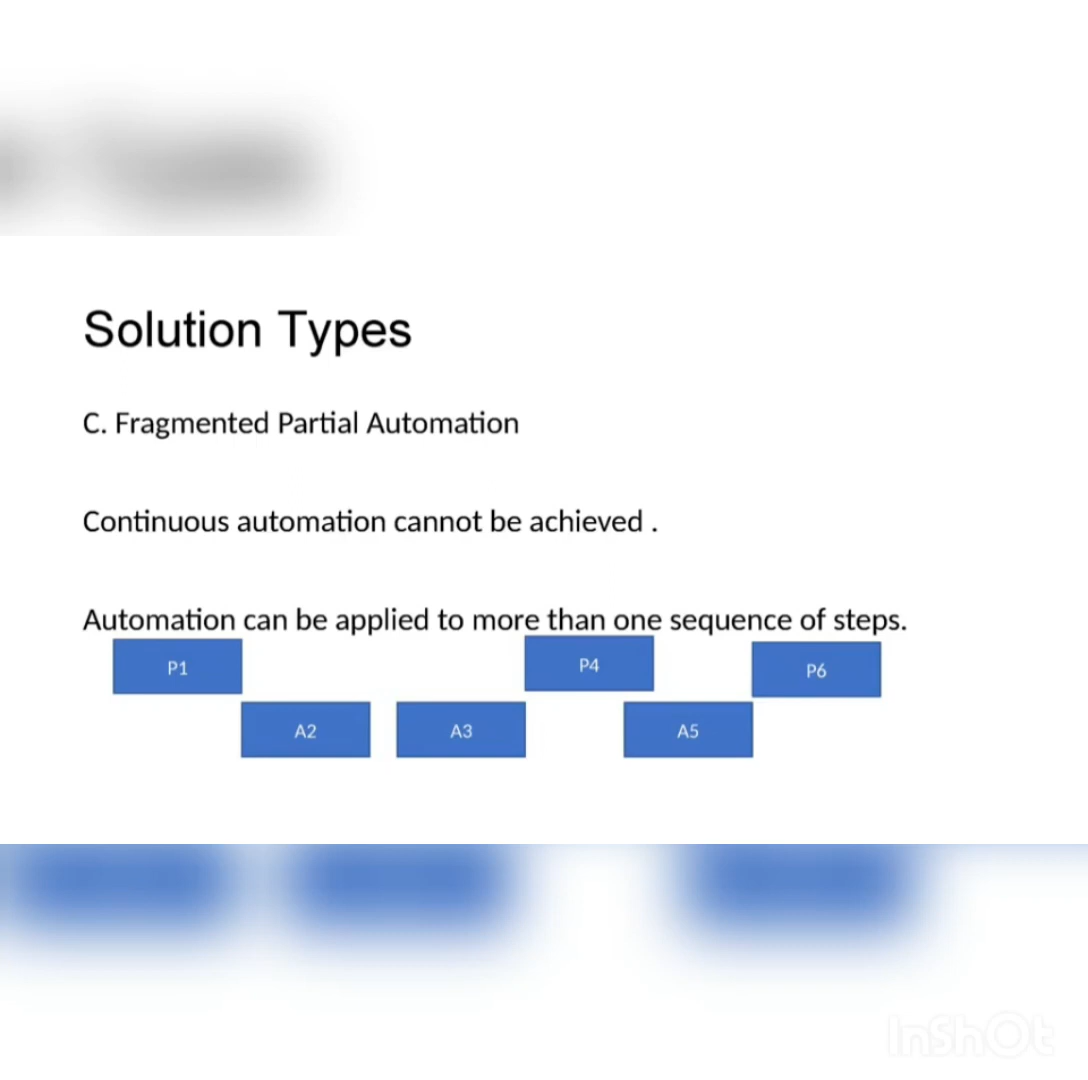 Solution Types
C. Fragmented Partial Automation
Continuous automation cannot be achieved .
Automation can be applied to more than one sequence of steps.
P1
P4
P6
A2
A3
A5
InShOt